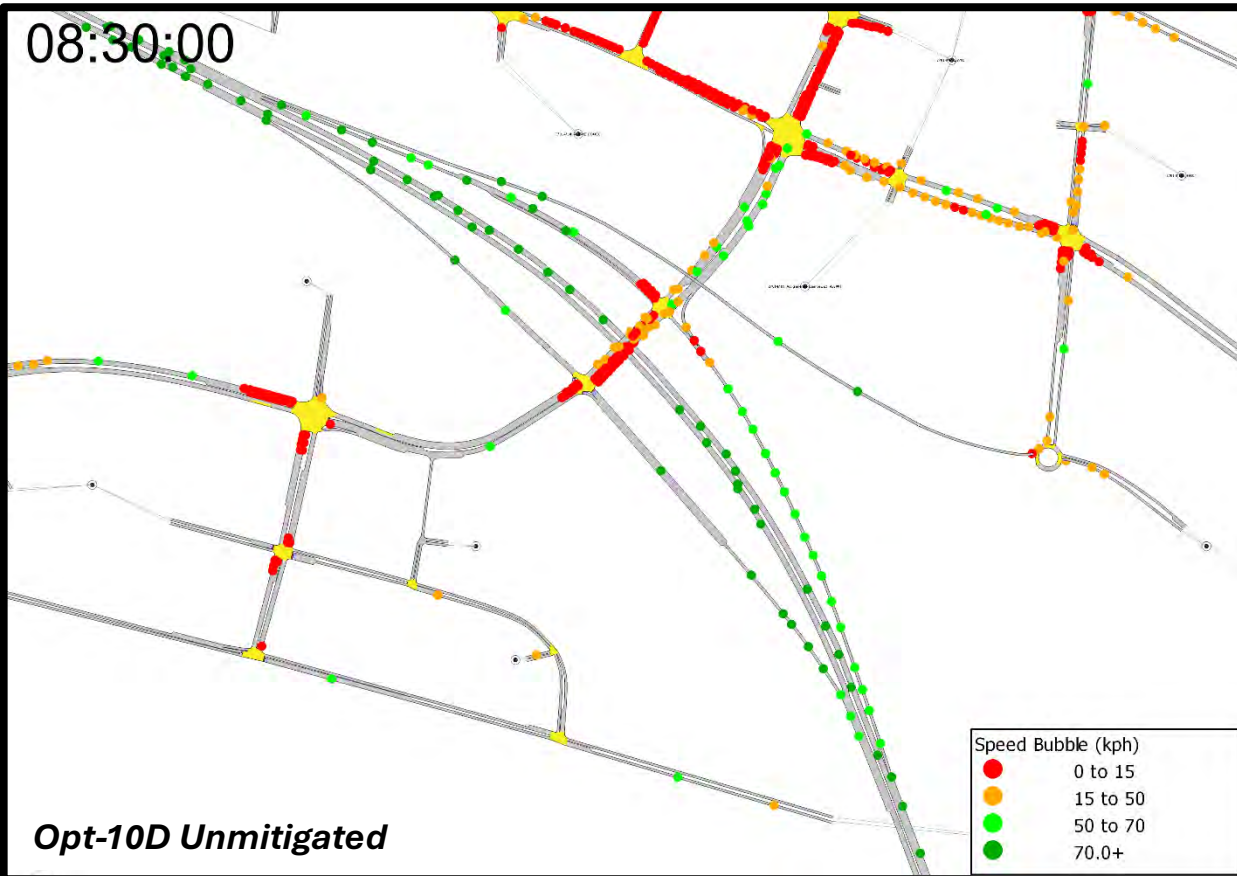 08:30:00
Speed Bubble (kph)
0 to 15
15 to 50
50 to 70
70.0+
Opt-10D Unmitigated